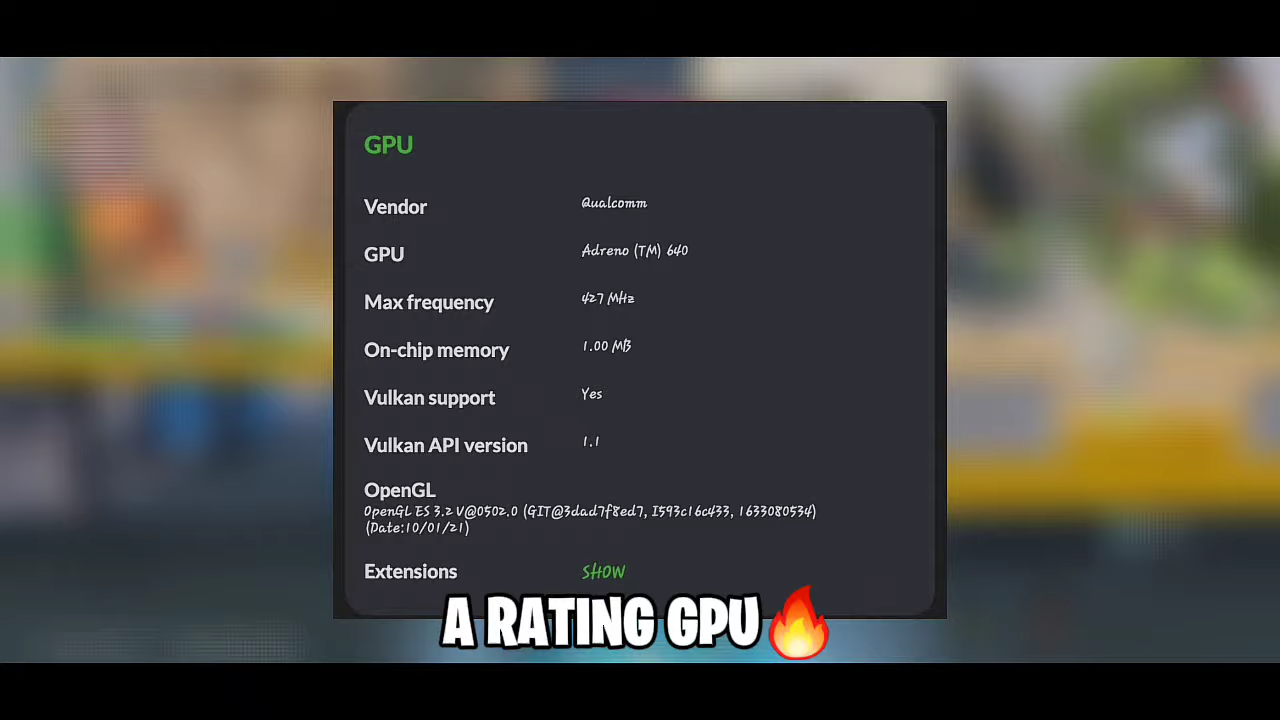 GPU
Vendor Qualcomm
GPU Adreno (TM) 640
Max frequency 427 MHz
On-chip memory 1.00 MB
Vulkan support Yes
Vulkan API version 1.1
OpenGL
OpenGL ES 3.2 V@0502.0 (GIT@3dad7f8ed7, I593c16c433, 1633080534)
(Date:10/01/21)
Extensions SHOW
A RATING GPU🔥